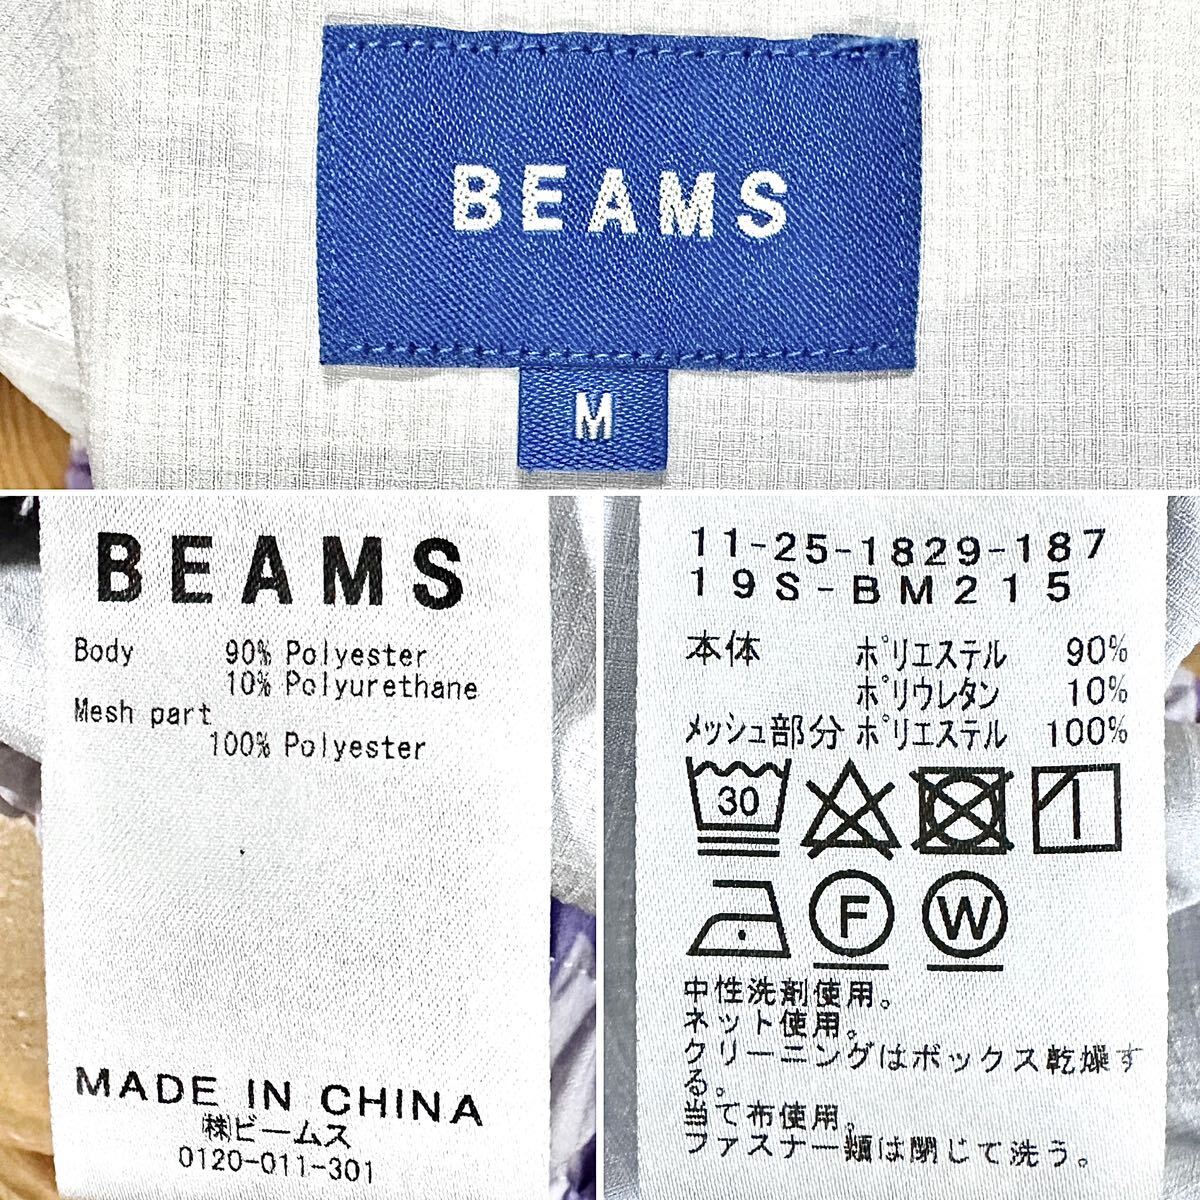 BEAMS
M
BEAMS
Body 90% Polyester
10% Polyurethane
Mesh part
100% Polyester
MADE IN CHINA
㈱ビームス
0120-011-301
11-25-1829-187
19S-BM215
本体 ポリエステル 90%
ポリウレタン 10%
メッシュ部分 ポリエステル 100%
30
F W
中性洗剤使用。
ネット使用。
クリーニングはボックス乾燥す
る。
当て布使用。
ファスナー類は閉じて洗う。